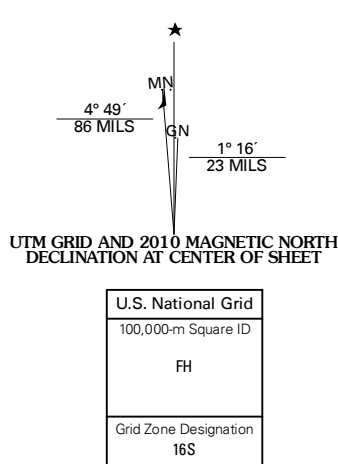 MN
4° 49´
86 MILS
GN
1° 16´
23 MILS
UTM GRID AND 2010 MAGNETIC NORTH
DECLINATION AT CENTER OF SHEET
U.S. National Grid
100,000-m Square ID
FH
Grid Zone Designation
16S